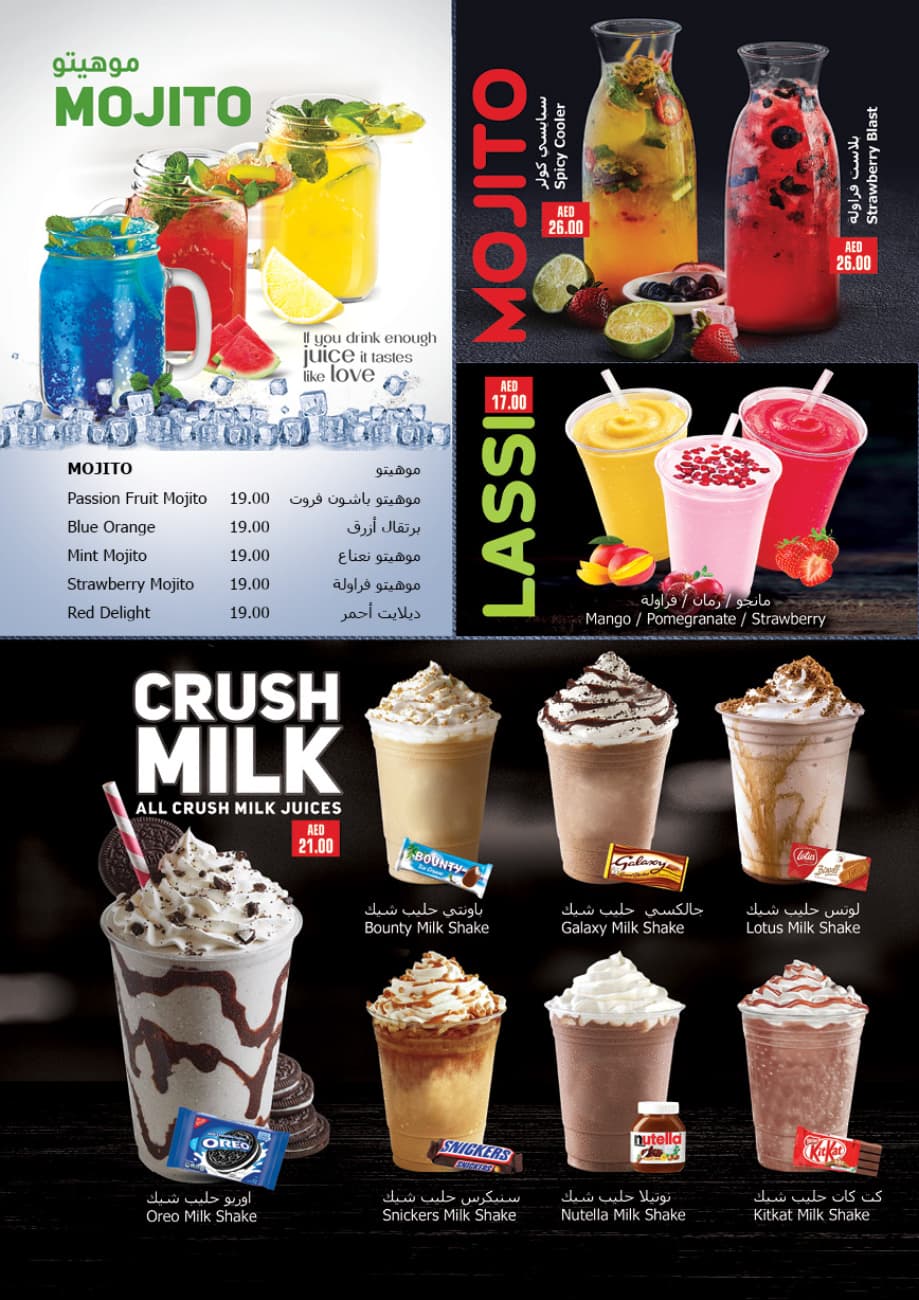 موهيتو
MOJITO
If you drink enough
juice it tastes
like love
MOJITO موهيتو
Passion Fruit Mojito 19.00 موهيتو باشون فروت
Blue Orange 19.00 برتقال أزرق
Mint Mojito 19.00 موهيتو نعناع
Strawberry Mojito 19.00 موهيتو فراولة
Red Delight 19.00 ديلايت أحمر
MOJITO
سبايسي كولر
Spicy Cooler
AED
26.00
بلاست فراولة
Strawberry Blast
AED
26.00
LASSI
AED
17.00
مانجو / رمان / فراولة
Mango / Pomegranate / Strawberry
CRUSH
MILK
ALL CRUSH MILK JUICES
AED
21.00
BOUNTY
Ice Cream
باونتي حليب شيك
Bounty Milk Shake
Galaxy
جالكسي حليب شيك
Galaxy Milk Shake
Lotus
Biscoff
لوتس حليب شيك
Lotus Milk Shake
OREO
اوريو حليب شيك
Oreo Milk Shake
SNICKERS
SNICKERS
سنيكرس حليب شيك
Snickers Milk Shake
nutella
نوتيلا حليب شيك
Nutella Milk Shake
KitKat
كت كات حليب شيك
Kitkat Milk Shake